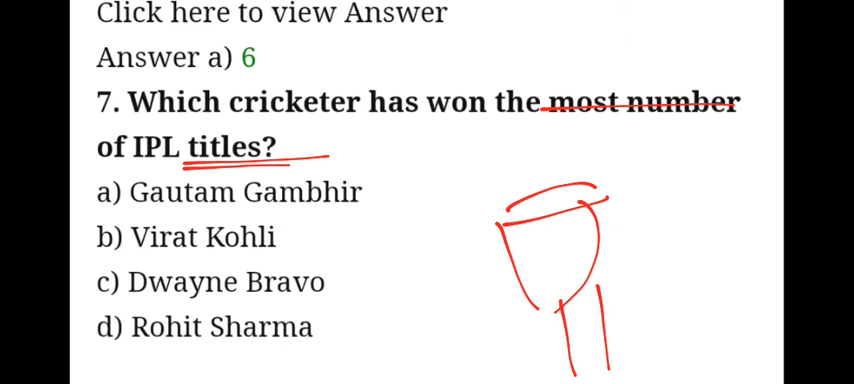 Click here to view Answer
Answer a) 6
7. Which cricketer has won the most number
of IPL titles?
a) Gautam Gambhir
b) Virat Kohli
c) Dwayne Bravo
d) Rohit Sharma